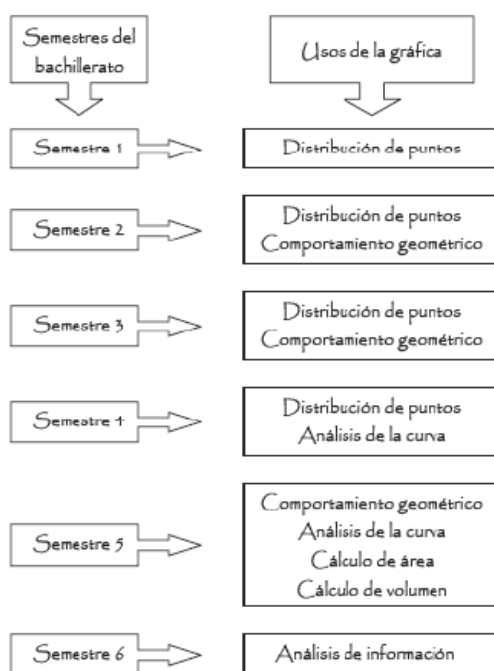 Semestres del
bachillerato
Usos de la gráfica
Semestre 1
Distribución de puntos
Semestre 2
Distribución de puntos
Comportamiento geométrico
Semestre 3
Distribución de puntos
Comportamiento geométrico
Semestre 4
Distribución de puntos
Análisis de la curva
Semestre 5
Comportamiento geométrico
Análisis de la curva
Cálculo de área
Cálculo de volumen
Semestre 6
Análisis de información